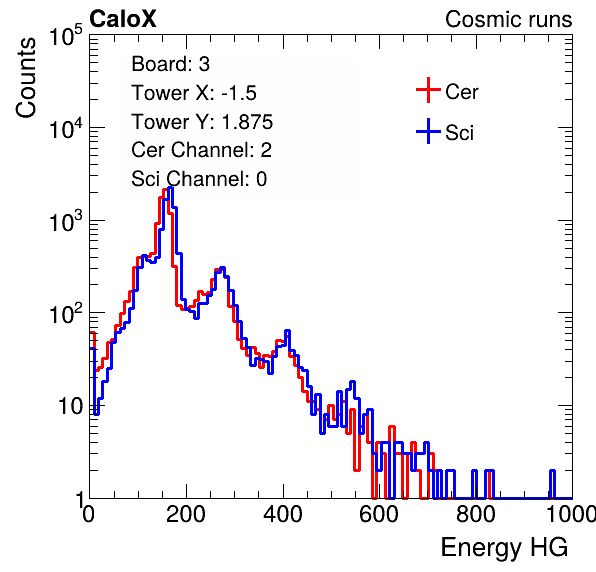 CaloX Cosmic runs
Counts
10^5
10^4
10^3
10^2
10
1
Board: 3
Tower X: -1.5
Tower Y: 1.875
Cer Channel: 2
Sci Channel: 0
Cer
Sci
0 200 400 600 800 1000
Energy HG